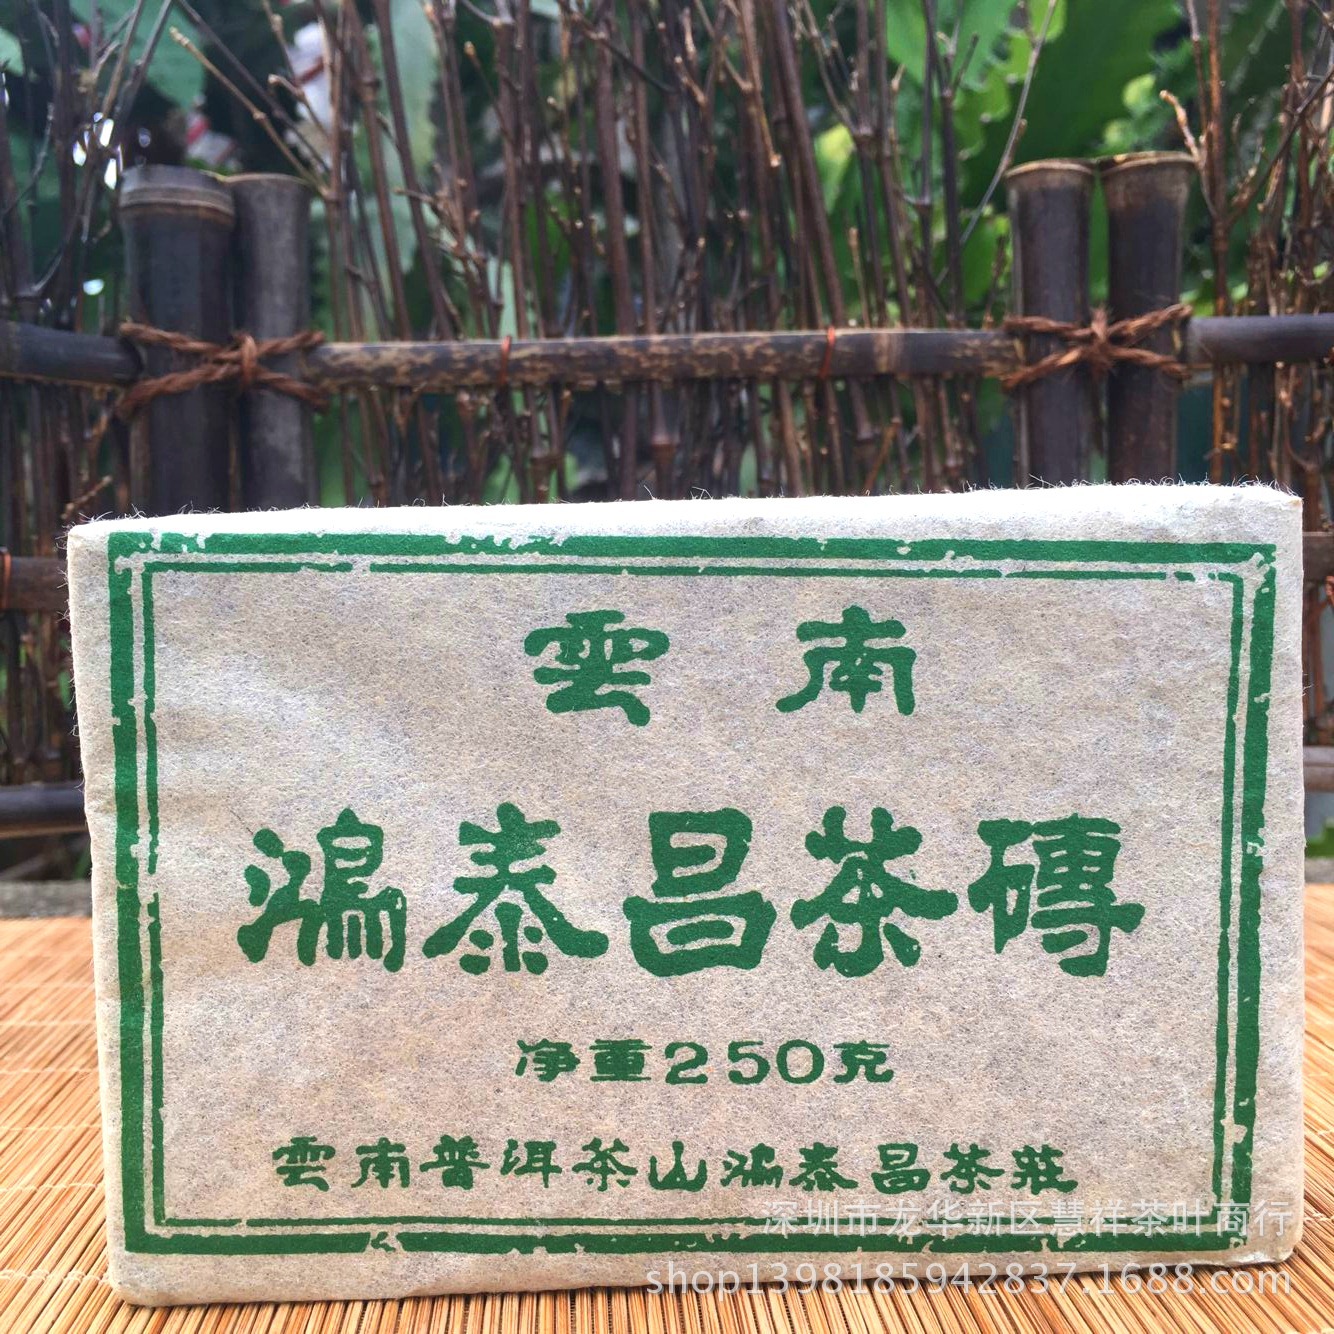 雲南
鴻泰昌茶磚
净重250克
雲南普洱茶山鴻泰昌茶莊
深圳市龙华新区慧祥茶叶商行
shop1398185942837.1688.com